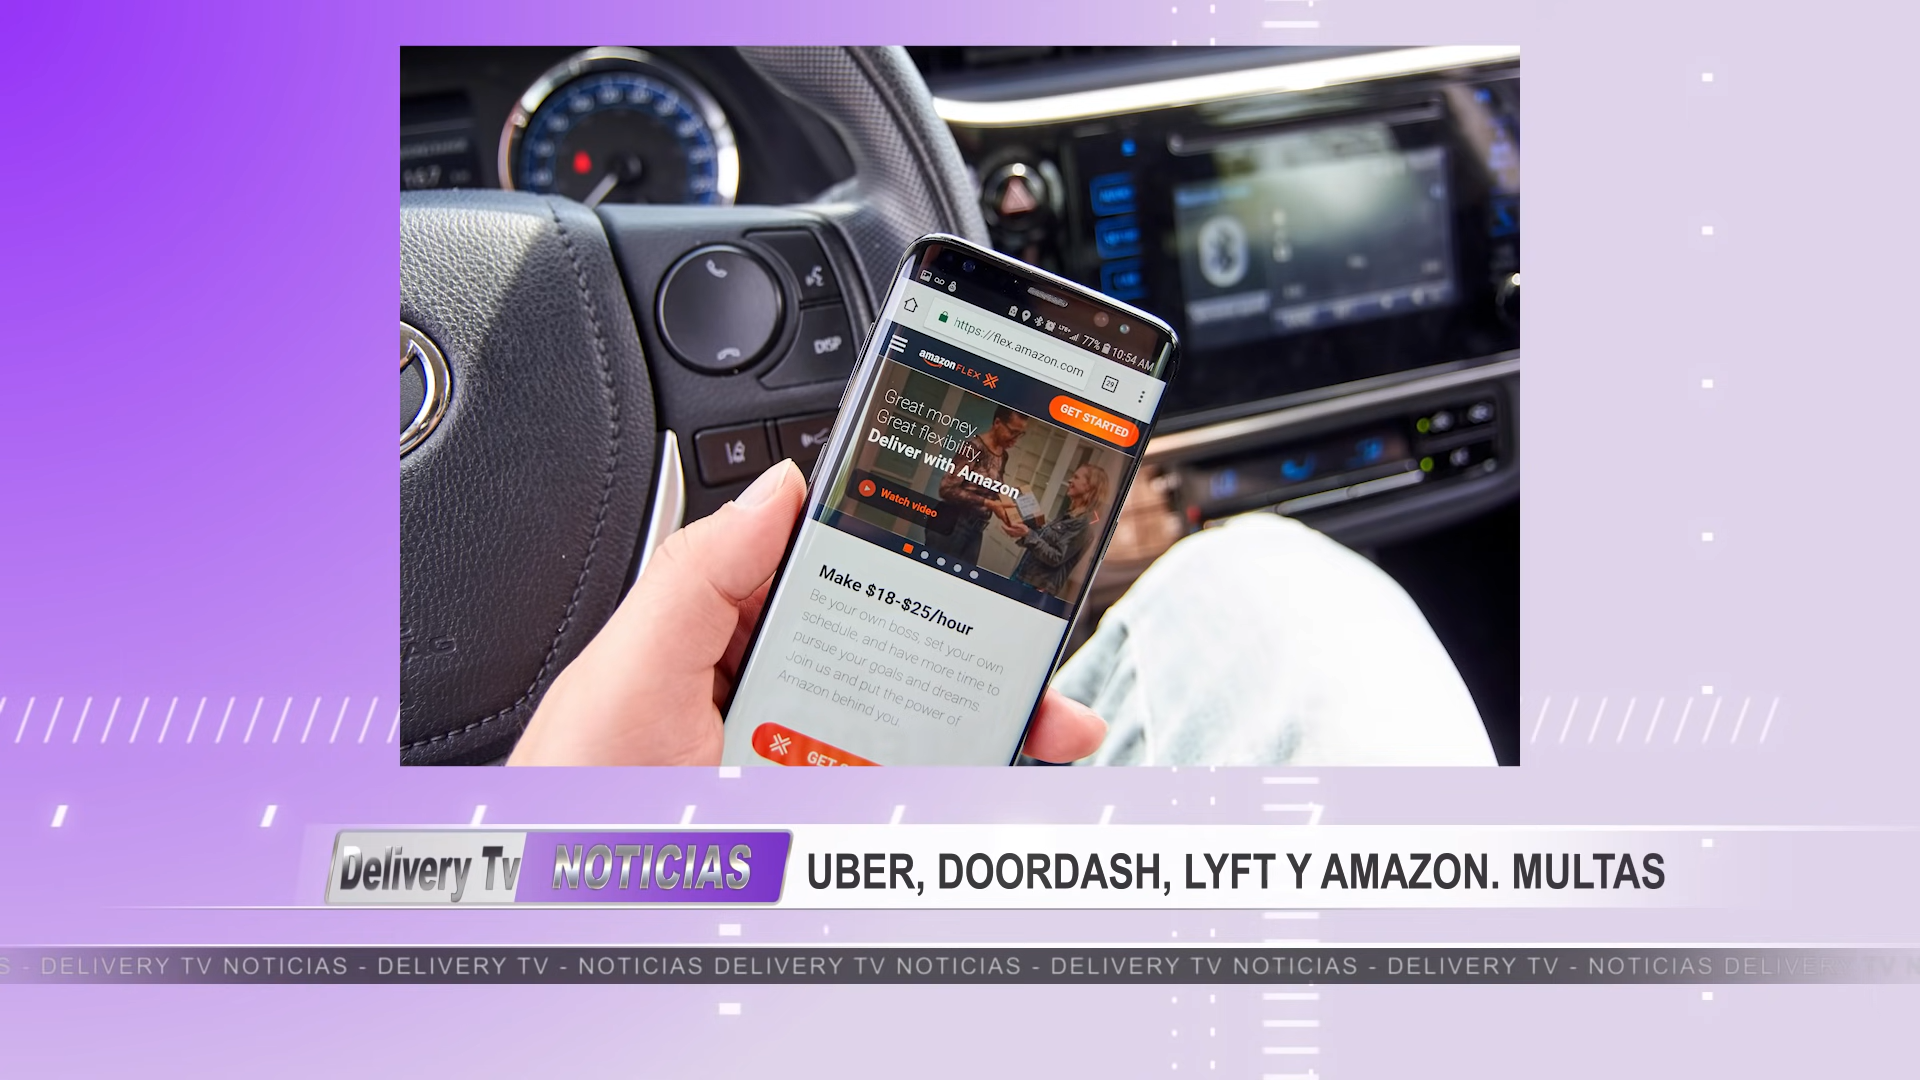 DISP
77% 10:54 AM
https://flex.amazon.com
29
amazon FLEX
GET STARTED
Great money.
Great flexibility.
Deliver with Amazon
Watch video
Make $18-$25/hour
Be your own boss, set your own
schedule, and have more time to
pursue your goals and dreams.
Join us and put the power of
Amazon behind you.
Delivery Tv NOTICIAS UBER, DOORDASH, LYFT Y AMAZON. MULTAS
S - DELIVERY TV NOTICIAS - DELIVERY TV - NOTICIAS DELIVERY TV NOTICIAS - DELIVERY TV NOTICIAS - DELIVERY TV - NOTICIAS DELIVERY TV N